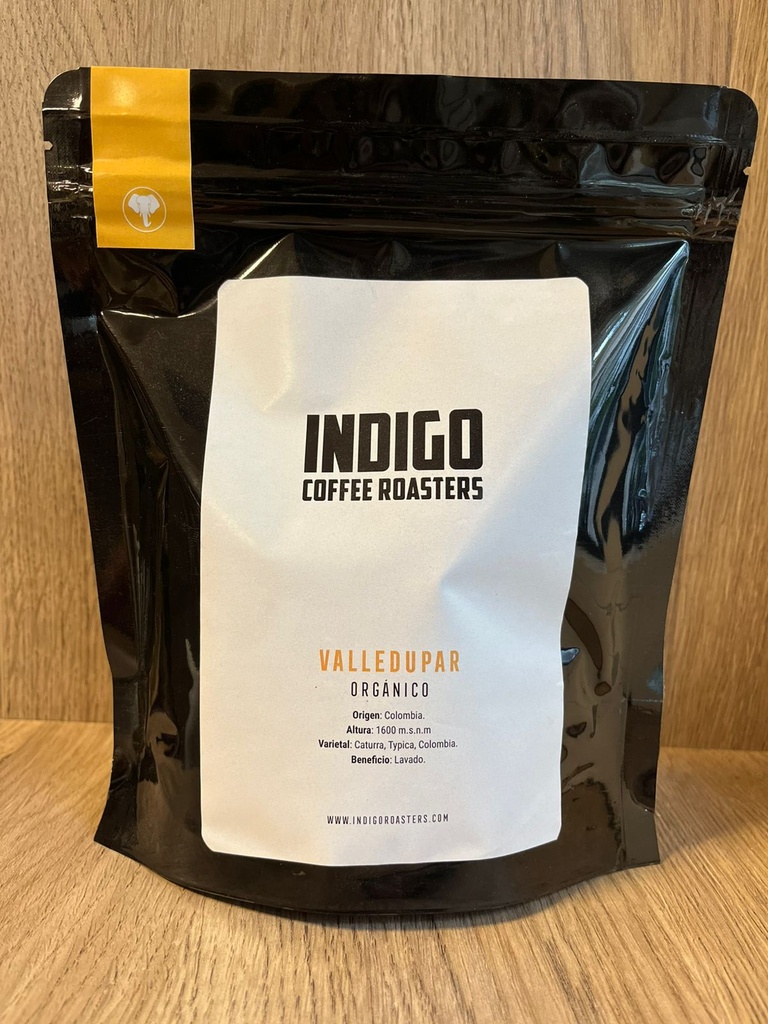 INDIGO
COFFEE ROASTERS
VALLEDUPAR
ORGÁNICO
Origen: Colombia.
Altura: 1600 m.s.n.m
Varietal: Caturra, Typica, Colombia.
Beneficio: Lavado.
WWW.INDIGOROASTERS.COM